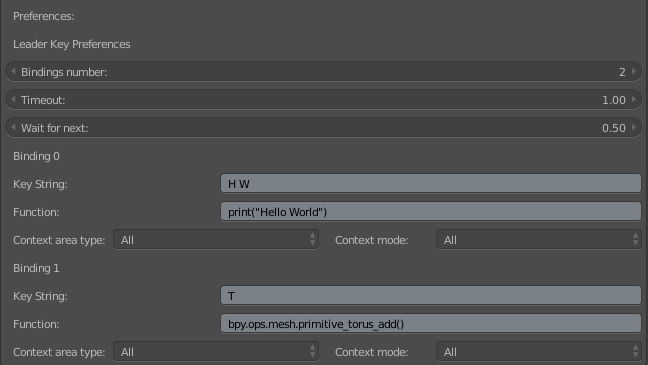 Preferences:
Leader Key Preferences
Bindings number: 2
Timeout: 1.00
Wait for next: 0.50
Binding 0
Key String: H W
Function: print("Hello World")
Context area type: All Context mode: All
Binding 1
Key String: T
Function: bpy.ops.mesh.primitive_torus_add()
Context area type: All Context mode: All